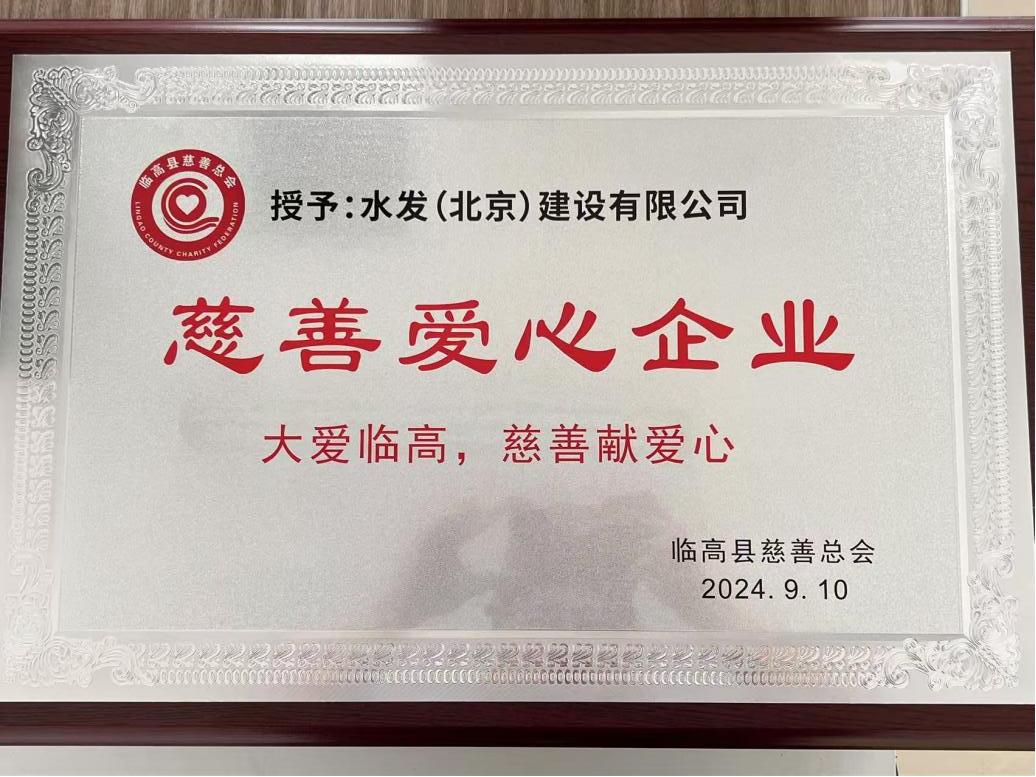 临高县慈善总会
LINGAO COUNTY CHARITY FEDERATION
授予:水发(北京)建设有限公司
慈善爱心企业
大爱临高，慈善献爱心
临高县慈善总会
2024.9.10